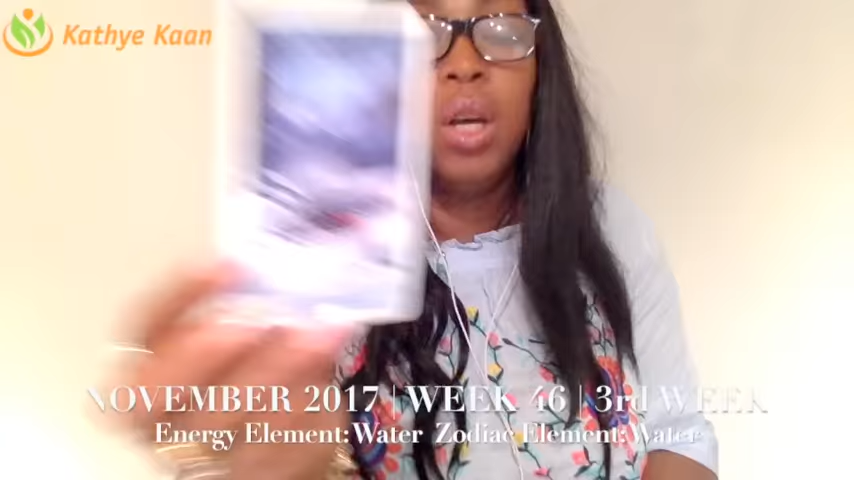 Kathye Kaan
NOVEMBER 2017 | WEEK 46 | 3rd WEEK
Energy Element:Water Zodiac Element:Water